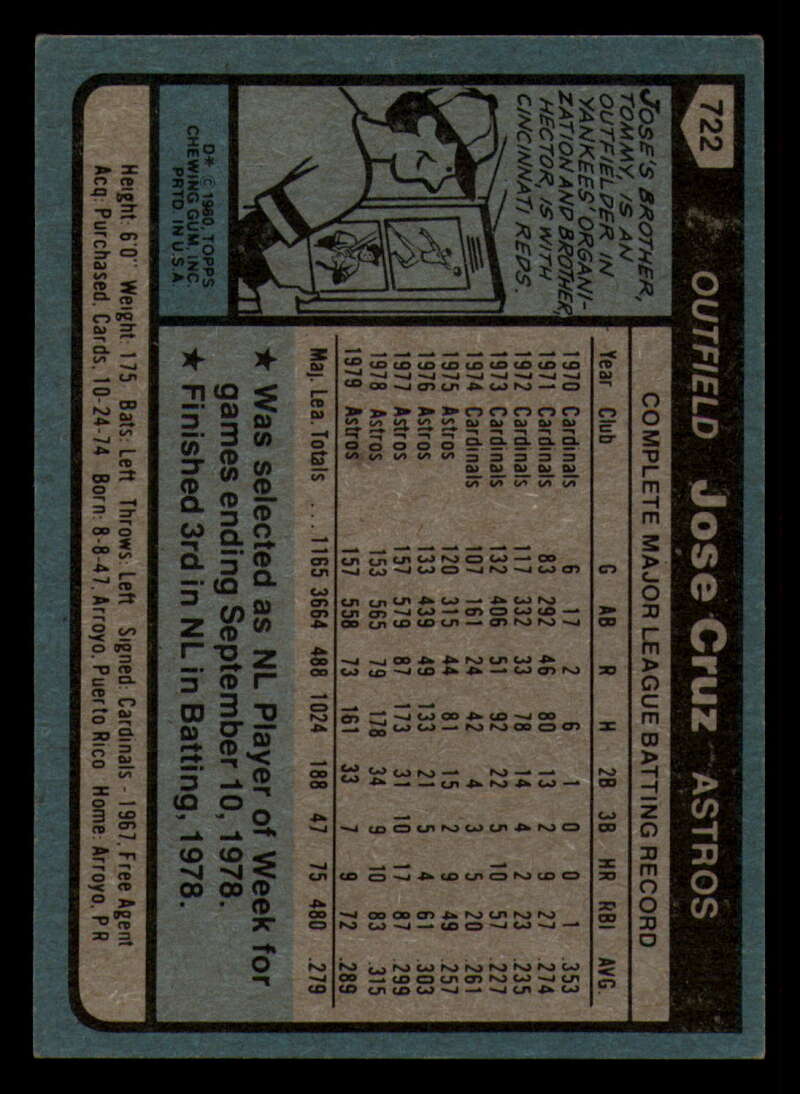 722
OUTFIELD Jose Cruz ASTROS
JOSE'S BROTHER,
TOMMY, IS AN
OUTFIELDER IN
YANKEES' ORGANI-
ZATION AND BROTHER,
HECTOR, IS WITH
CINCINNATI REDS.
D* © 1980 TOPPS
CHEWING GUM, INC.
PRTD. IN U.S.A.
COMPLETE MAJOR LEAGUE BATTING RECORD
Year Club G AB R H 2B 3B HR RBI AVG.
1970 Cardinals 6 17 2 6 1 0 0 1 .353
1971 Cardinals 83 292 46 80 13 2 9 27 .274
1972 Cardinals 117 332 33 78 14 4 2 23 .235
1973 Cardinals 132 406 51 92 22 5 10 57 .227
1974 Cardinals 107 161 24 42 4 3 5 20 .261
1975 Astros 120 315 44 81 15 2 9 49 .257
1976 Astros 133 439 49 133 21 5 4 61 .303
1977 Astros 157 579 87 173 31 10 17 87 .299
1978 Astros 153 565 79 178 34 9 10 83 .315
1979 Astros 157 558 73 161 33 7 9 72 .289
Maj. Lea. Totals ... 1165 3664 488 1024 188 47 75 480 .279
★ Was selected as NL Player of Week for
games ending September 10, 1978.
★ Finished 3rd in NL in Batting, 1978.
Height: 6'0" Weight: 175 Bats: Left Throws: Left Signed: Cardinals - 1967, Free Agent
Acq: Purchased, Cards, 10-24-74 Born: 8-8-47, Arroyo, Puerto Rico Home: Arroyo, P R